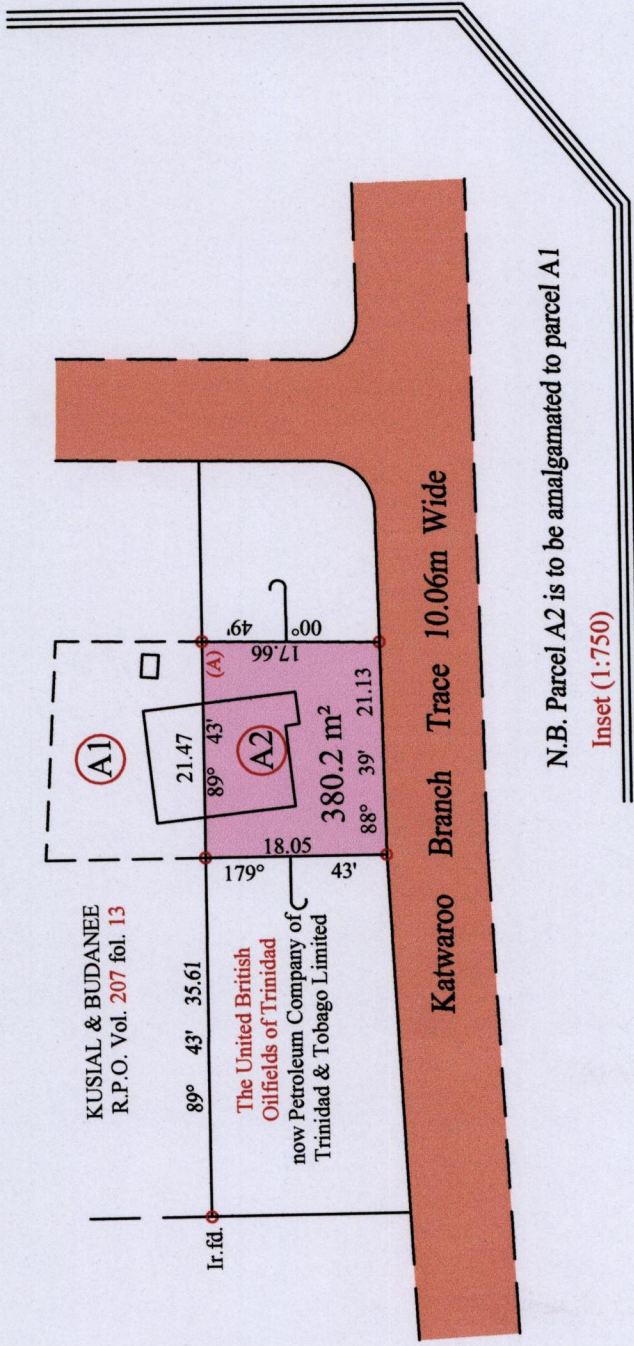 KUSIAL & BUDANEE
R.P.O. Vol. 207 fol. 13
A1
Ir.fd.
89° 43' 35.61
21.47
89° 43'
(A)
A2
380.2 m²
The United British
Oilfields of Trinidad
now Petroleum Company of
Trinidad & Tobago Limited
179° 43'
18.05
17.66
00° 49'
88° 39' 21.13
Katwaroo Branch Trace 10.06m Wide
N.B. Parcel A2 is to be amalgamated to parcel A1
Inset (1:750)